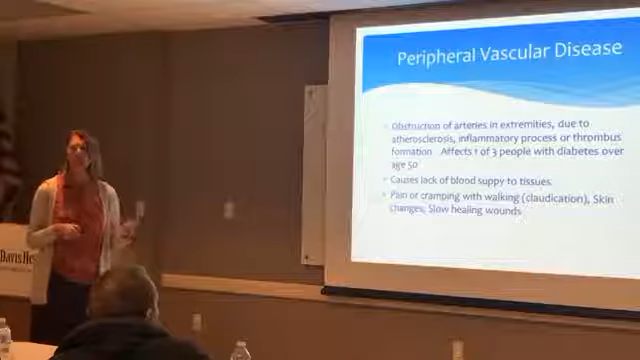 Peripheral Vascular Disease
Obstruction of arteries in extremities, due to
atherosclerosis, inflammatory process or thrombus
formation Affects 1 of 3 people with diabetes over
age 50
Causes lack of blood suppy to tissues.
Pain or cramping with walking (claudication), Skin
changes, Slow healing wounds
Davis